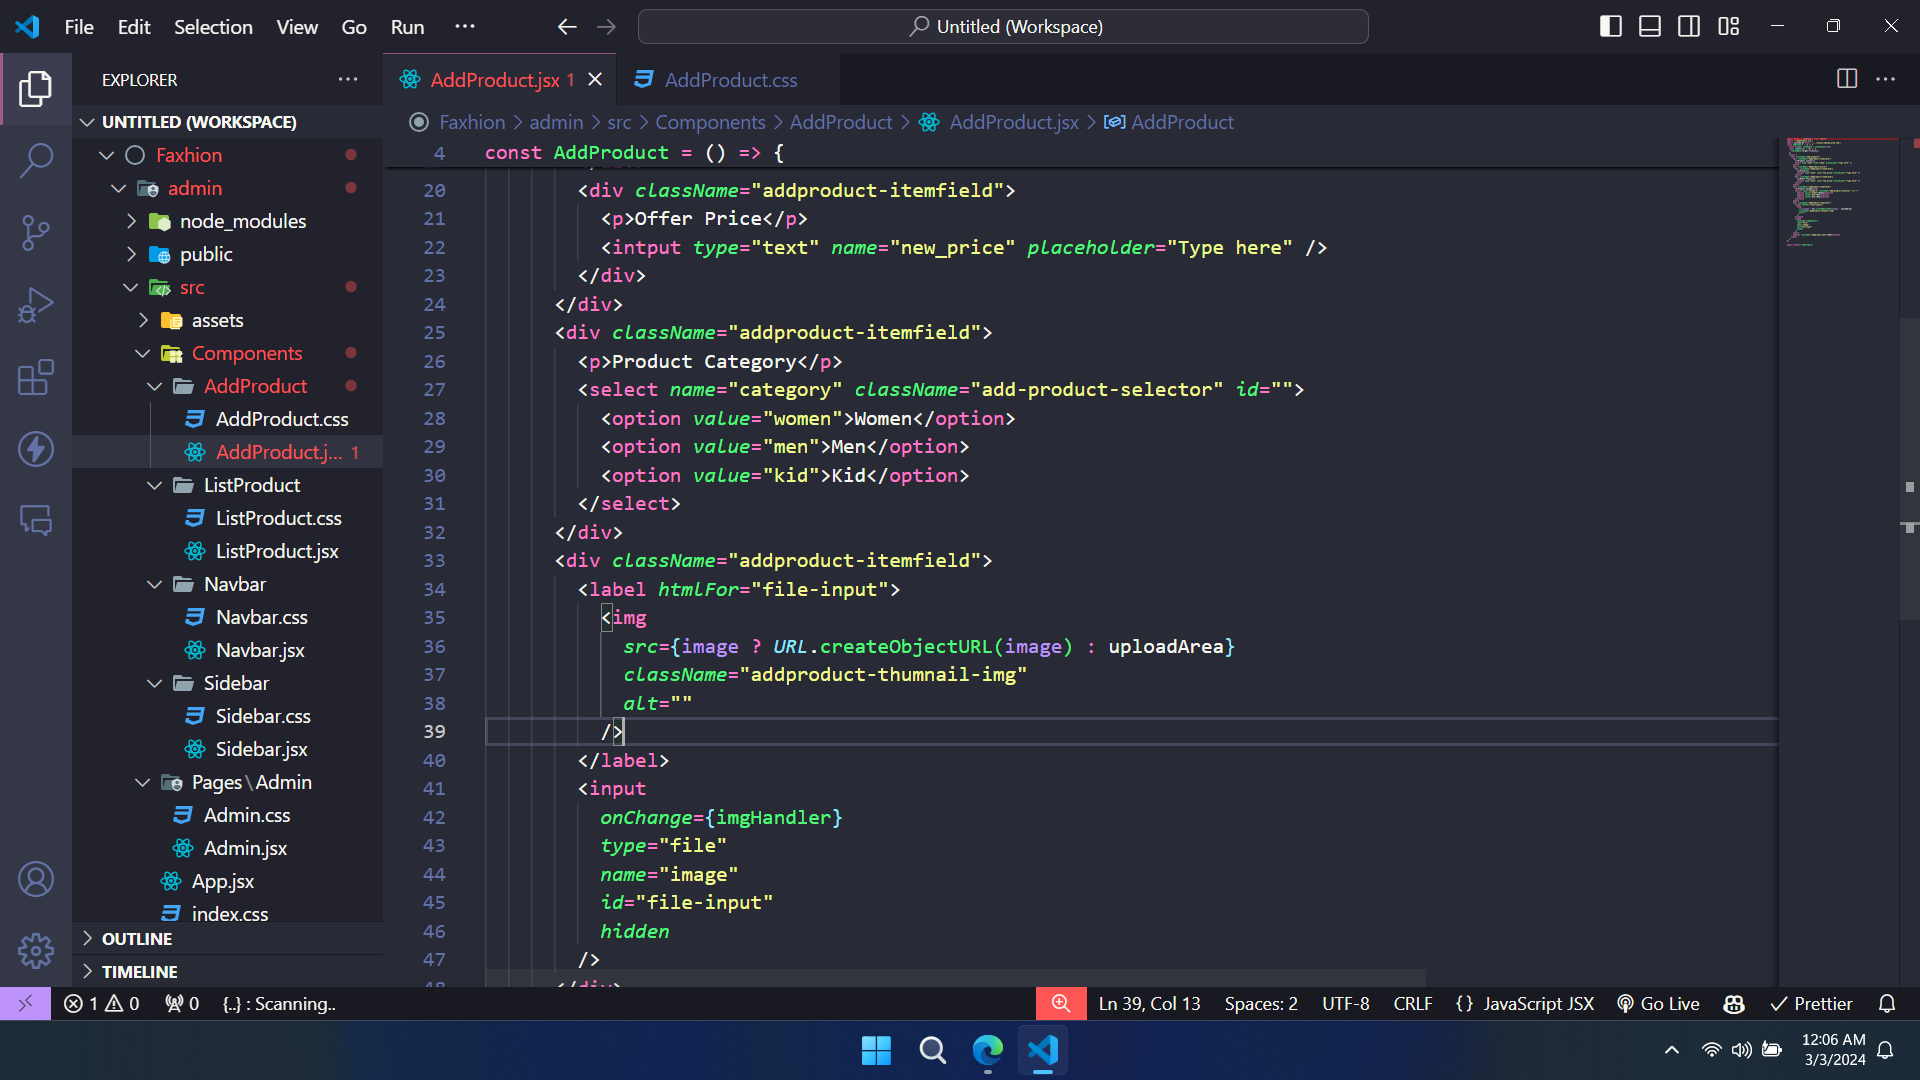 File Edit Selection View Go Run ··· Untitled (Workspace)
EXPLORER ···
UNTITLED (WORKSPACE)
Faxhion
admin
node_modules
public
src
assets
Components
AddProduct
AddProduct.css
AddProduct.j... 1
ListProduct
ListProduct.css
ListProduct.jsx
Navbar
Navbar.css
Navbar.jsx
Sidebar
Sidebar.css
Sidebar.jsx
Pages\Admin
Admin.css
Admin.jsx
App.jsx
index.css
OUTLINE
TIMELINE
AddProduct.jsx 1 AddProduct.css
Faxhion > admin > src > Components > AddProduct > AddProduct.jsx > AddProduct
4 const AddProduct = () => {
20 <div className="addproduct-itemfield">
21 <p>Offer Price</p>
22 <intput type="text" name="new_price" placeholder="Type here" />
23 </div>
24 </div>
25 <div className="addproduct-itemfield">
26 <p>Product Category</p>
27 <select name="category" className="add-product-selector" id="">
28 <option value="women">Women</option>
29 <option value="men">Men</option>
30 <option value="kid">Kid</option>
31 </select>
32 </div>
33 <div className="addproduct-itemfield">
34 <label htmlFor="file-input">
35 <img
36 src={image ? URL.createObjectURL(image) : uploadArea}
37 className="addproduct-thumnail-img"
38 alt=""
39 />
40 </label>
41 <input
42 onChange={imgHandler}
43 type="file"
44 name="image"
45 id="file-input"
46 hidden
47 />
48 </div>
1 0 0 {..} : Scanning.. Ln 39, Col 13 Spaces: 2 UTF-8 CRLF {} JavaScript JSX Go Live Prettier
12:06 AM
3/3/2024